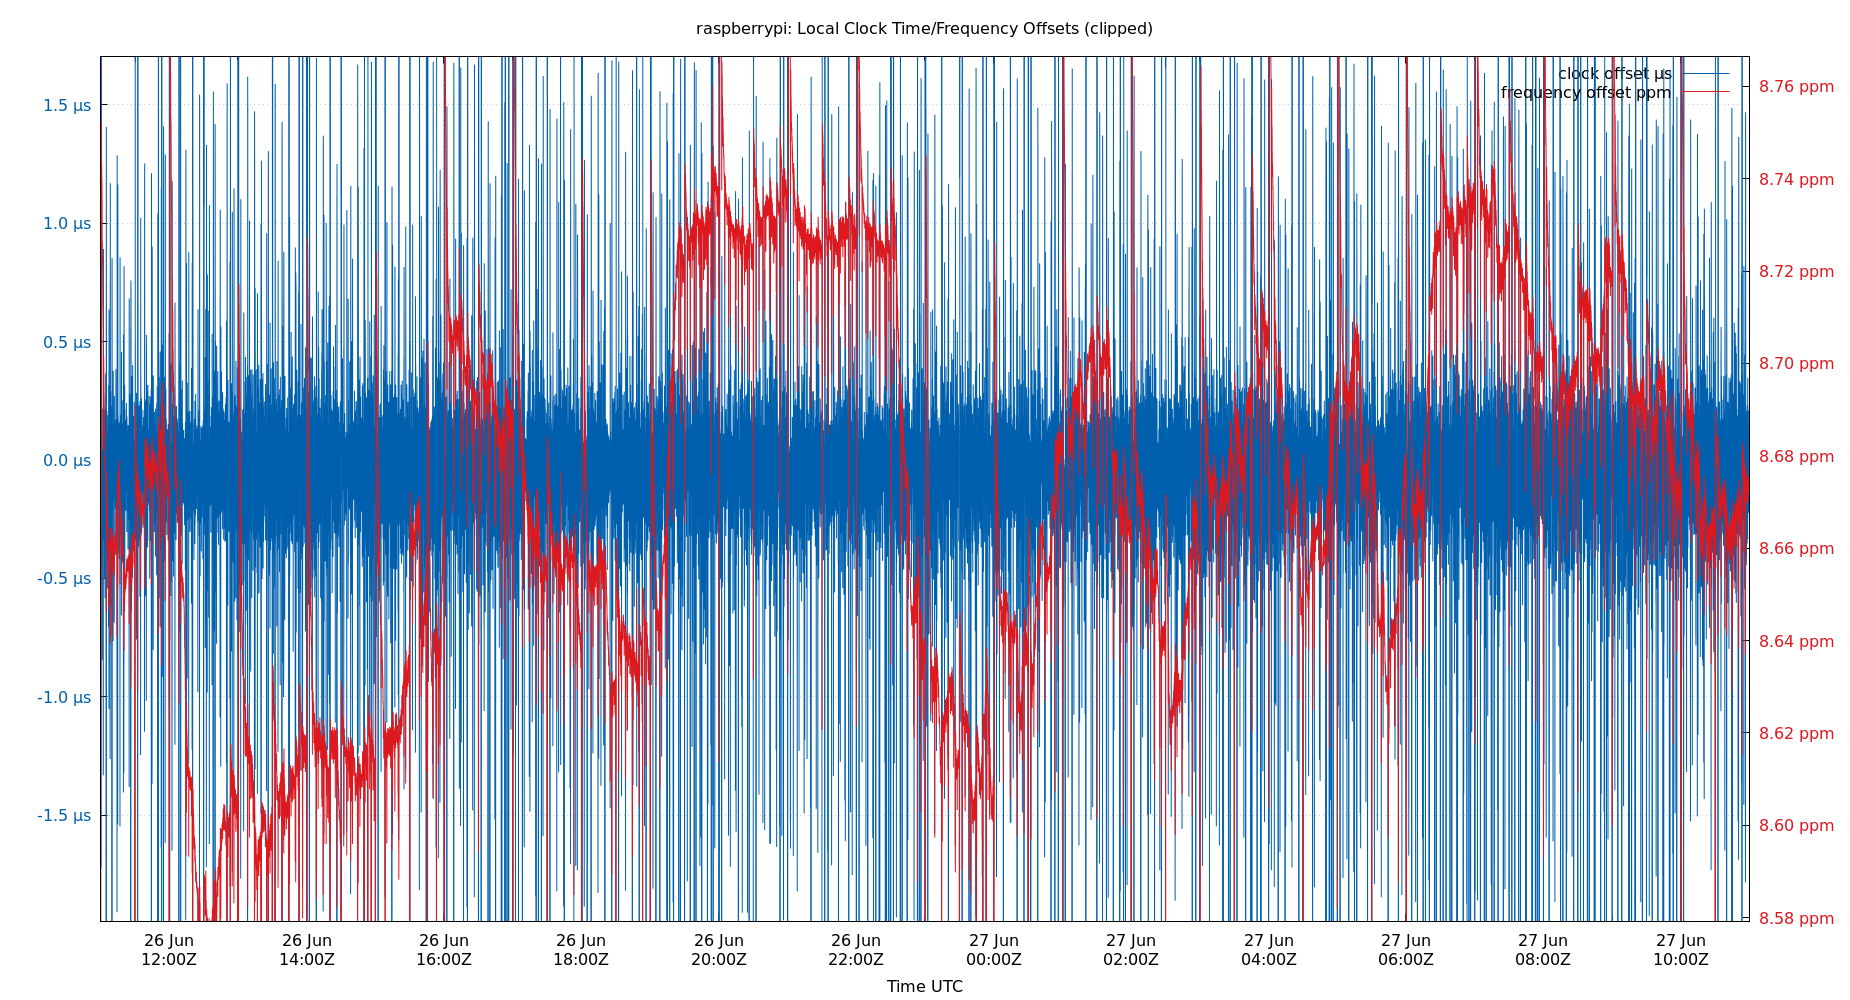 raspberrypi: Local Clock Time/Frequency Offsets (clipped)
clock offset µs
frequency offset ppm
1.5 µs
1.0 µs
0.5 µs
0.0 µs
-0.5 µs
-1.0 µs
-1.5 µs
8.76 ppm
8.74 ppm
8.72 ppm
8.70 ppm
8.68 ppm
8.66 ppm
8.64 ppm
8.62 ppm
8.60 ppm
8.58 ppm
26 Jun 26 Jun 26 Jun 26 Jun 26 Jun 26 Jun 27 Jun 27 Jun 27 Jun 27 Jun 27 Jun 27 Jun
12:00Z 14:00Z 16:00Z 18:00Z 20:00Z 22:00Z 00:00Z 02:00Z 04:00Z 06:00Z 08:00Z 10:00Z
Time UTC